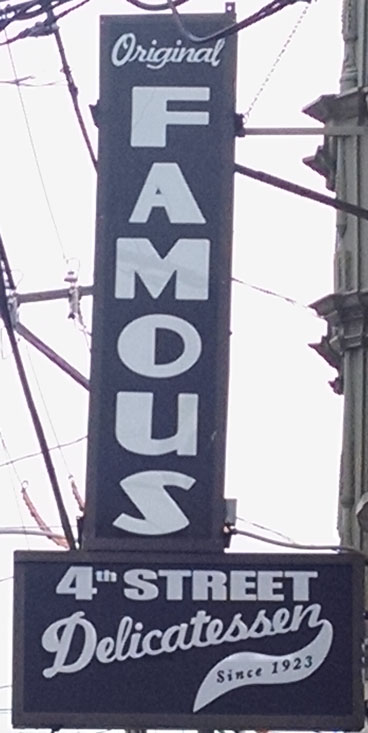 Original
FAMOUS
4th STREET
Delicatessen
Since 1923